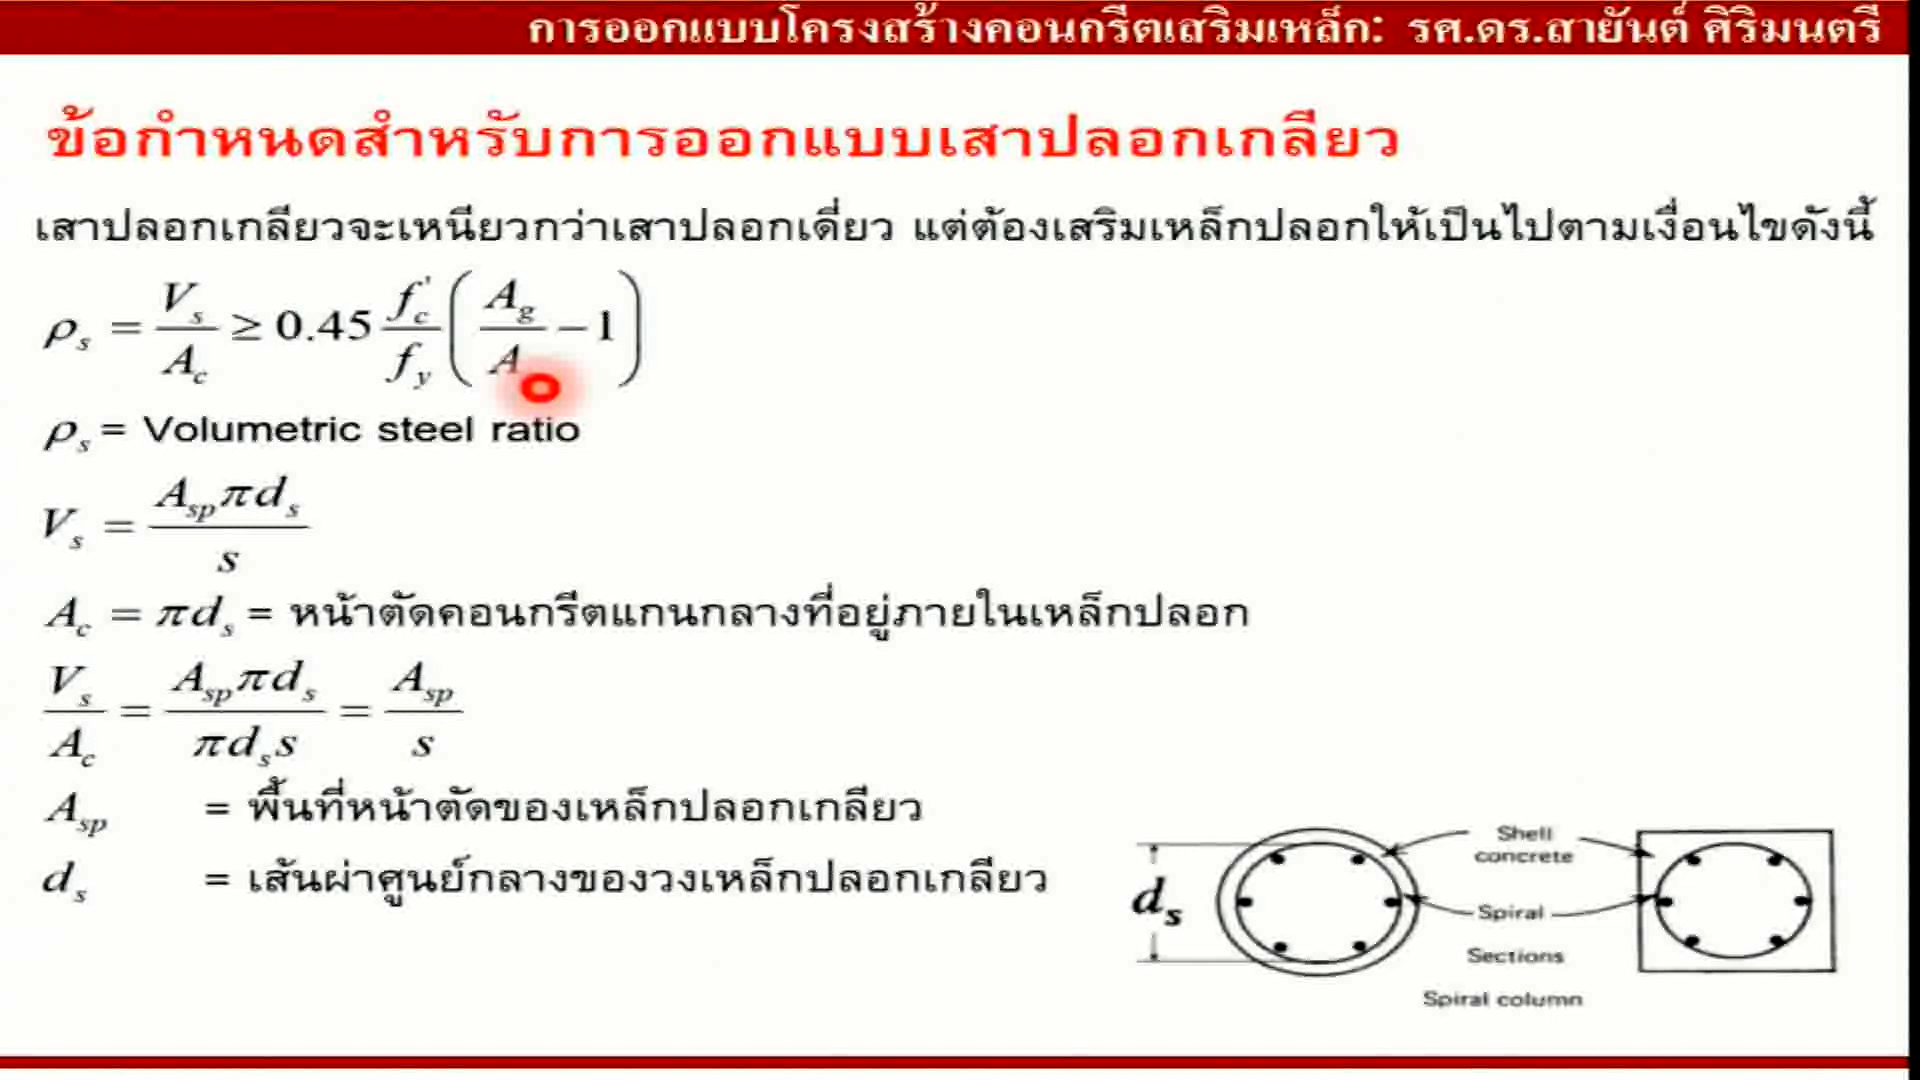 การออกแบบโครงสร้างคอนกรีตเสริมเหล็ก: รศ.ดร.สายันต์ ศิริมนตรี
ข้อกำหนดสำหรับการออกแบบเสาปลอกเกลียว
เสาปลอกเกลียวจะเหนียวกว่าเสาปลอกเดี่ยว แต่ต้องเสริมเหล็กปลอกให้เป็นไปตามเงื่อนไขดังนี้
ρ_s = V_s / A_c ≥ 0.45 f'_c / f_y ( A_g / A − 1 )
ρ_s = Volumetric steel ratio
V_s = A_sp π d_s / s
A_c = π d_s = หน้าตัดคอนกรีตแกนกลางที่อยู่ภายในเหล็กปลอก
V_s / A_c = A_sp π d_s / π d_s s = A_sp / s
A_sp = พื้นที่หน้าตัดของเหล็กปลอกเกลียว
d_s = เส้นผ่าศูนย์กลางของวงเหล็กปลอกเกลียว
d_s
Shell
concrete
Spiral
Sections
Spiral column